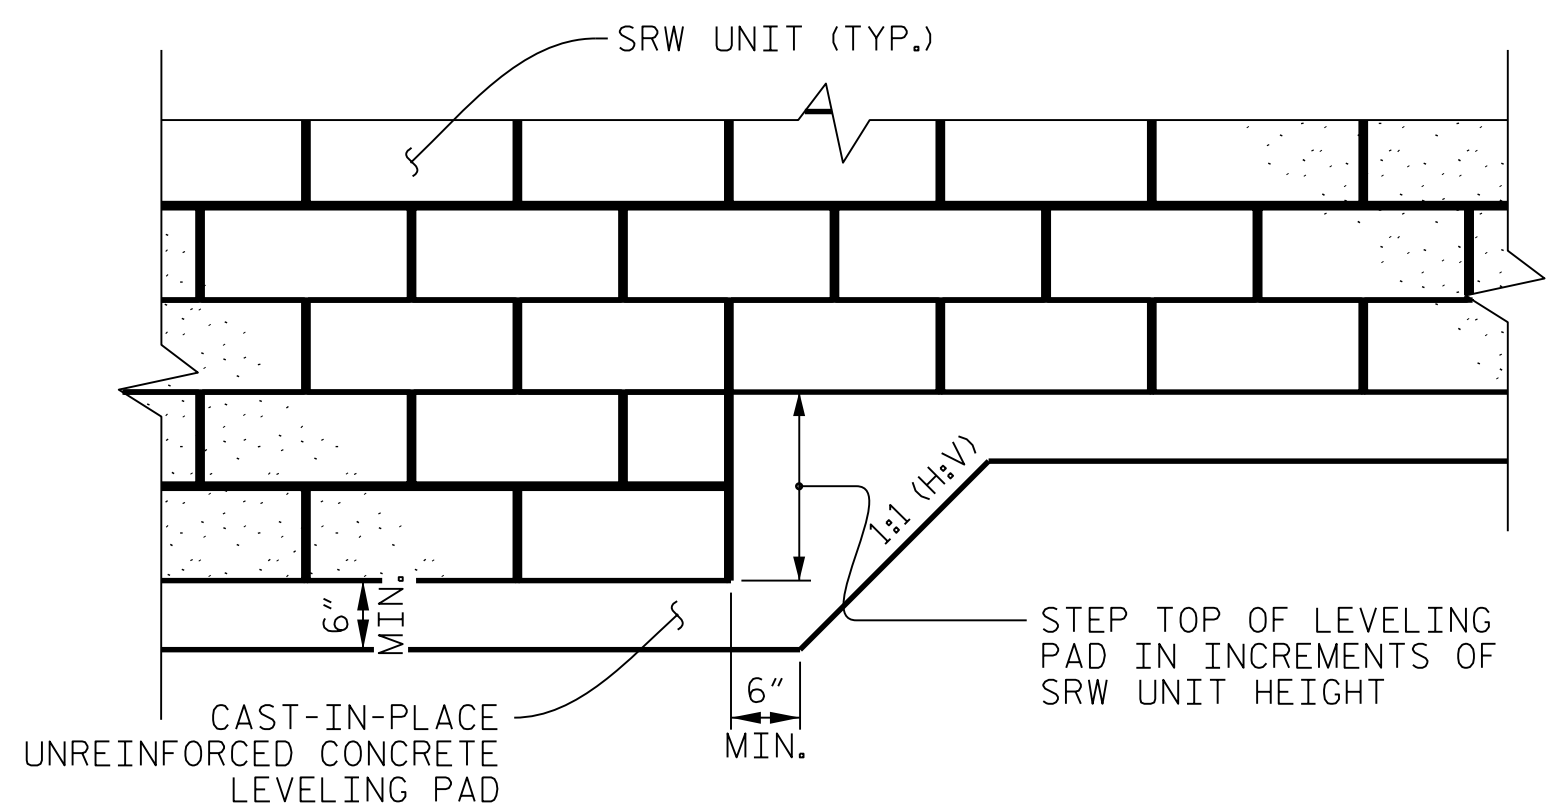 SRW UNIT (TYP.)
1:1 (H:V)
6"
MIN.
STEP TOP OF LEVELING
PAD IN INCREMENTS OF
SRW UNIT HEIGHT
6"
MIN.
CAST-IN-PLACE
UNREINFORCED CONCRETE
LEVELING PAD